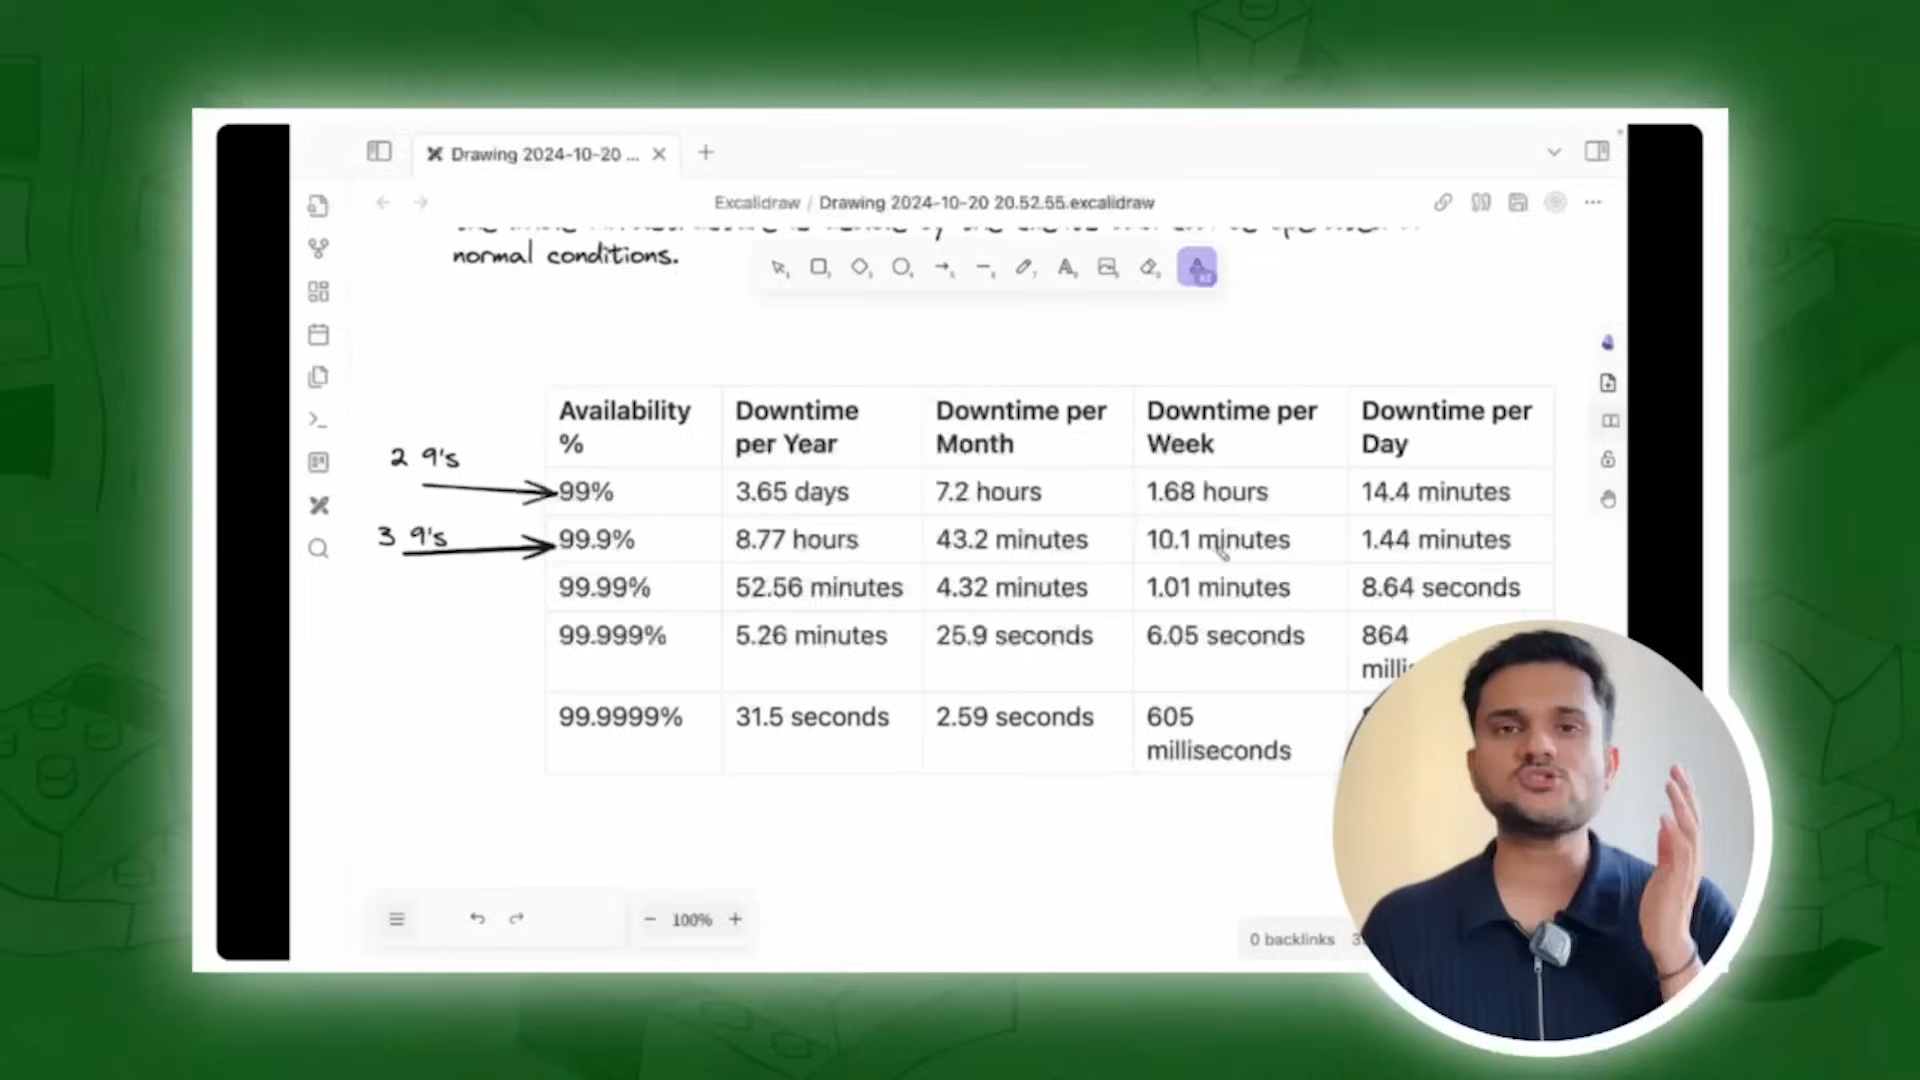 Drawing 2024-10-20 ...
Excalidraw / Drawing 2024-10-20 20.52.55.excalidraw
normal conditions.
Availability % Downtime per Year Downtime per Month Downtime per Week Downtime per Day
2 9's
99% 3.65 days 7.2 hours 1.68 hours 14.4 minutes
3 9's
99.9% 8.77 hours 43.2 minutes 10.1 minutes 1.44 minutes
99.99% 52.56 minutes 4.32 minutes 1.01 minutes 8.64 seconds
99.999% 5.26 minutes 25.9 seconds 6.05 seconds 864
99.9999% 31.5 seconds 2.59 seconds 605 milliseconds
100%
0 backlinks